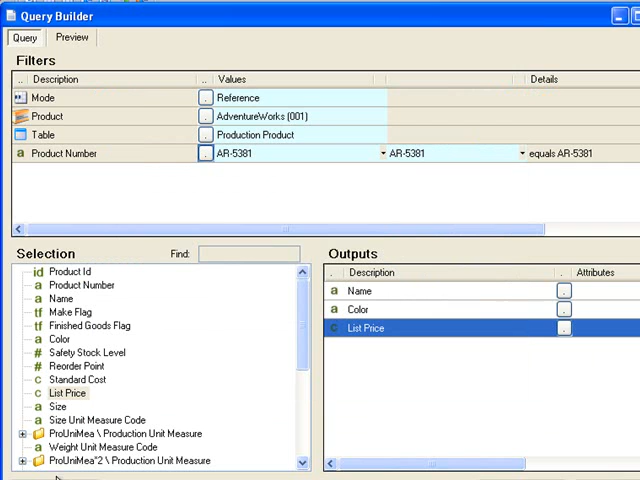 Query Builder
Query Preview
Filters
.. Description .. Values Details
Mode . Reference
Product . AdventureWorks (001)
Table . Production Product
a Product Number . AR-5381 AR-5381 equals AR-5381
Selection Find: Outputs
id Product Id
a Product Number
a Name
tf Make Flag
tf Finished Goods Flag
a Color
# Safety Stock Level
# Reorder Point
c Standard Cost
c List Price
a Size
a Size Unit Measure Code
ProUniMea \ Production Unit Measure
a Weight Unit Measure Code
ProUniMea*2 \ Production Unit Measure
. Description . Attributes
a Name .
a Color .
c List Price .